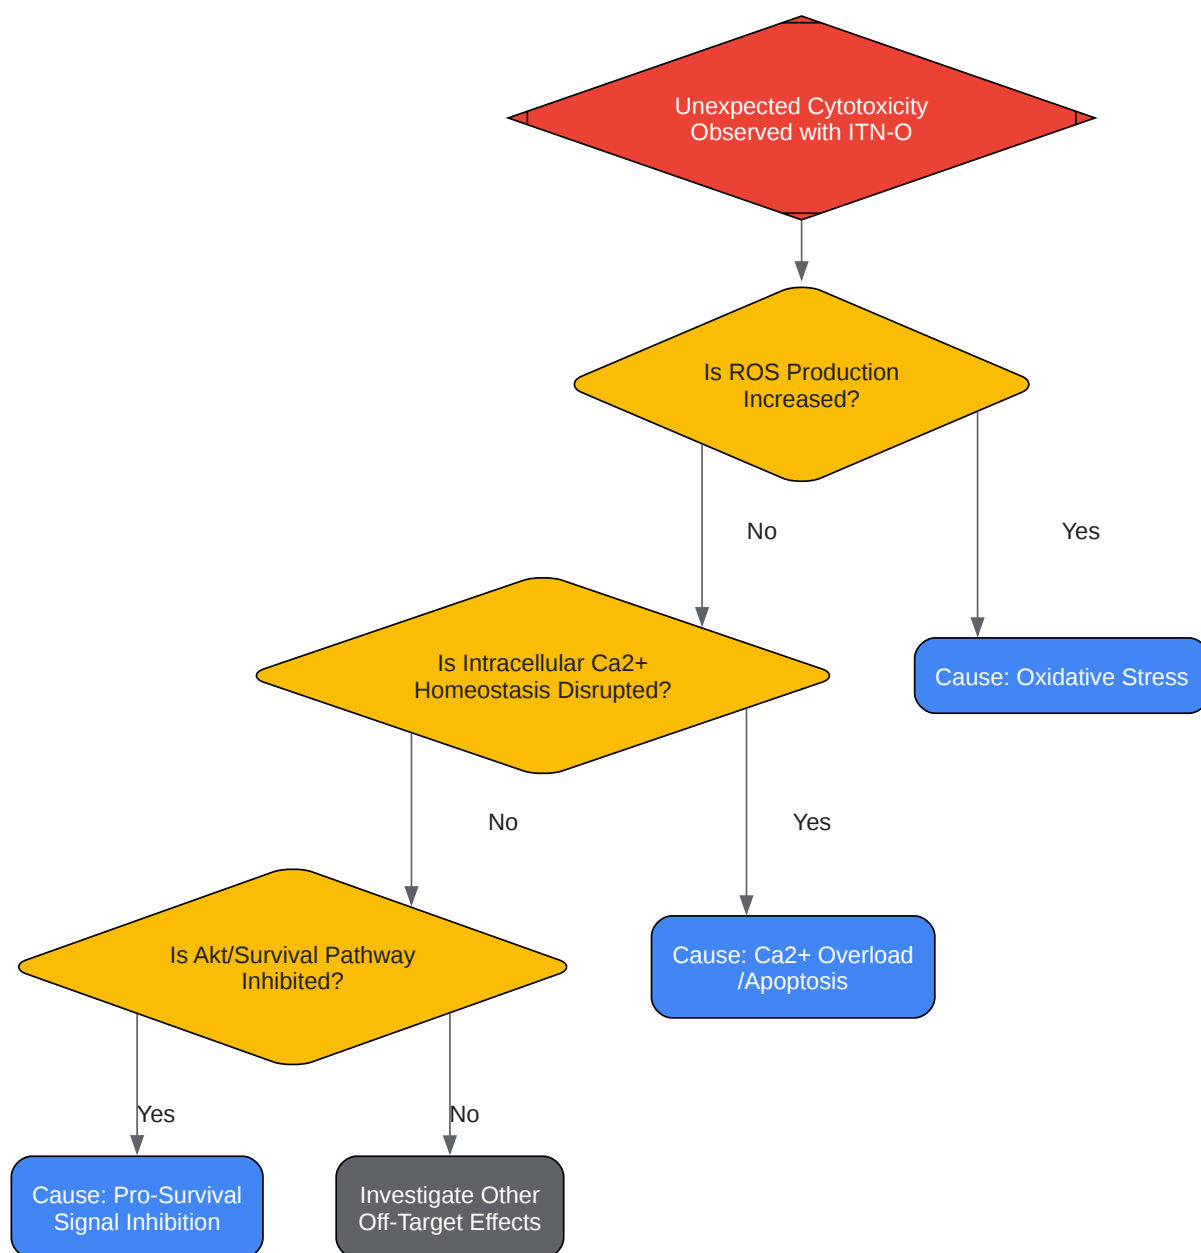 Unexpected Cytotoxicity
Observed with ITN-O
Is ROS Production
Increased?
No
Yes
Is Intracellular Ca2+
Homeostasis Disrupted?
Cause: Oxidative Stress
No
Yes
Is Akt/Survival Pathway
Inhibited?
Cause: Ca2+ Overload
/Apoptosis
Yes
No
Cause: Pro-Survival
Signal Inhibition
Investigate Other
Off-Target Effects